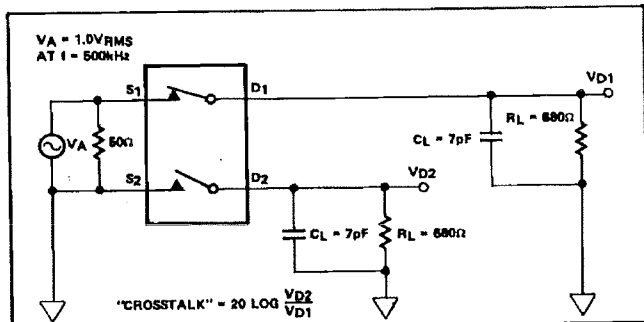 VA = 1.0VRMS
AT f = 500kHz
S1
D1
VD1
VA
50Ω
CL = 7pF
RL = 680Ω
S2
D2
VD2
CL = 7pF
RL = 680Ω
"CROSSTALK" = 20 LOG VD2
VD1